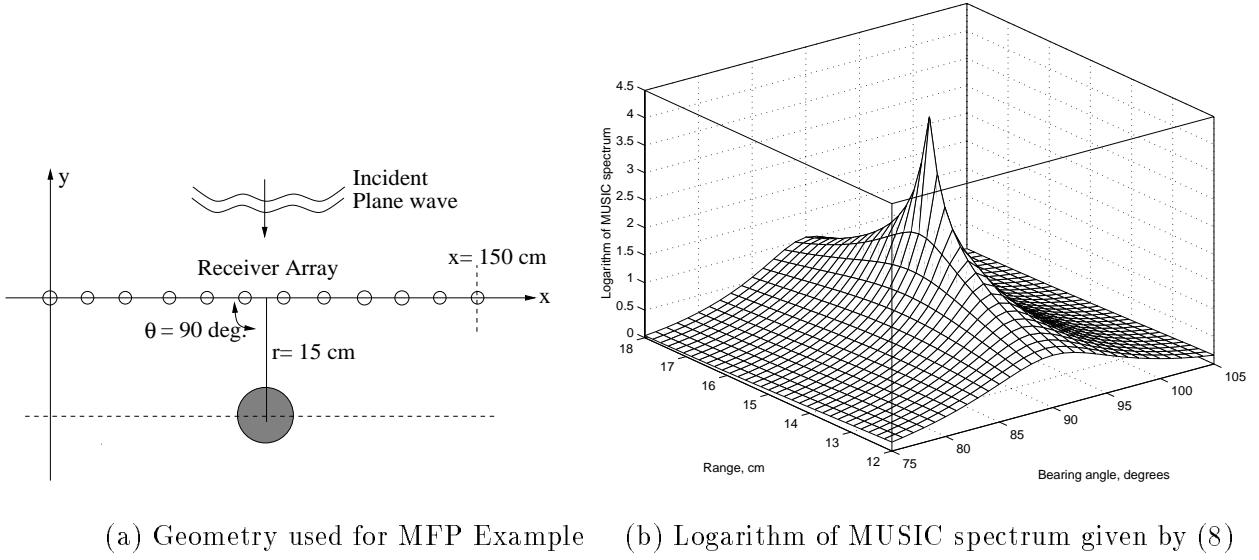 y
Incident
Plane wave
Receiver Array
x= 150 cm
x
θ = 90 deg.
r= 15 cm
4.5
4
3.5
3
2.5
2
1.5
1
0.5
0
Logarithm of MUSIC spectrum
18
17
16
15
14
13
12
Range, cm
75
80
85
90
95
100
105
Bearing angle, degrees
(a) Geometry used for MFP Example
(b) Logarithm of MUSIC spectrum given by (8)